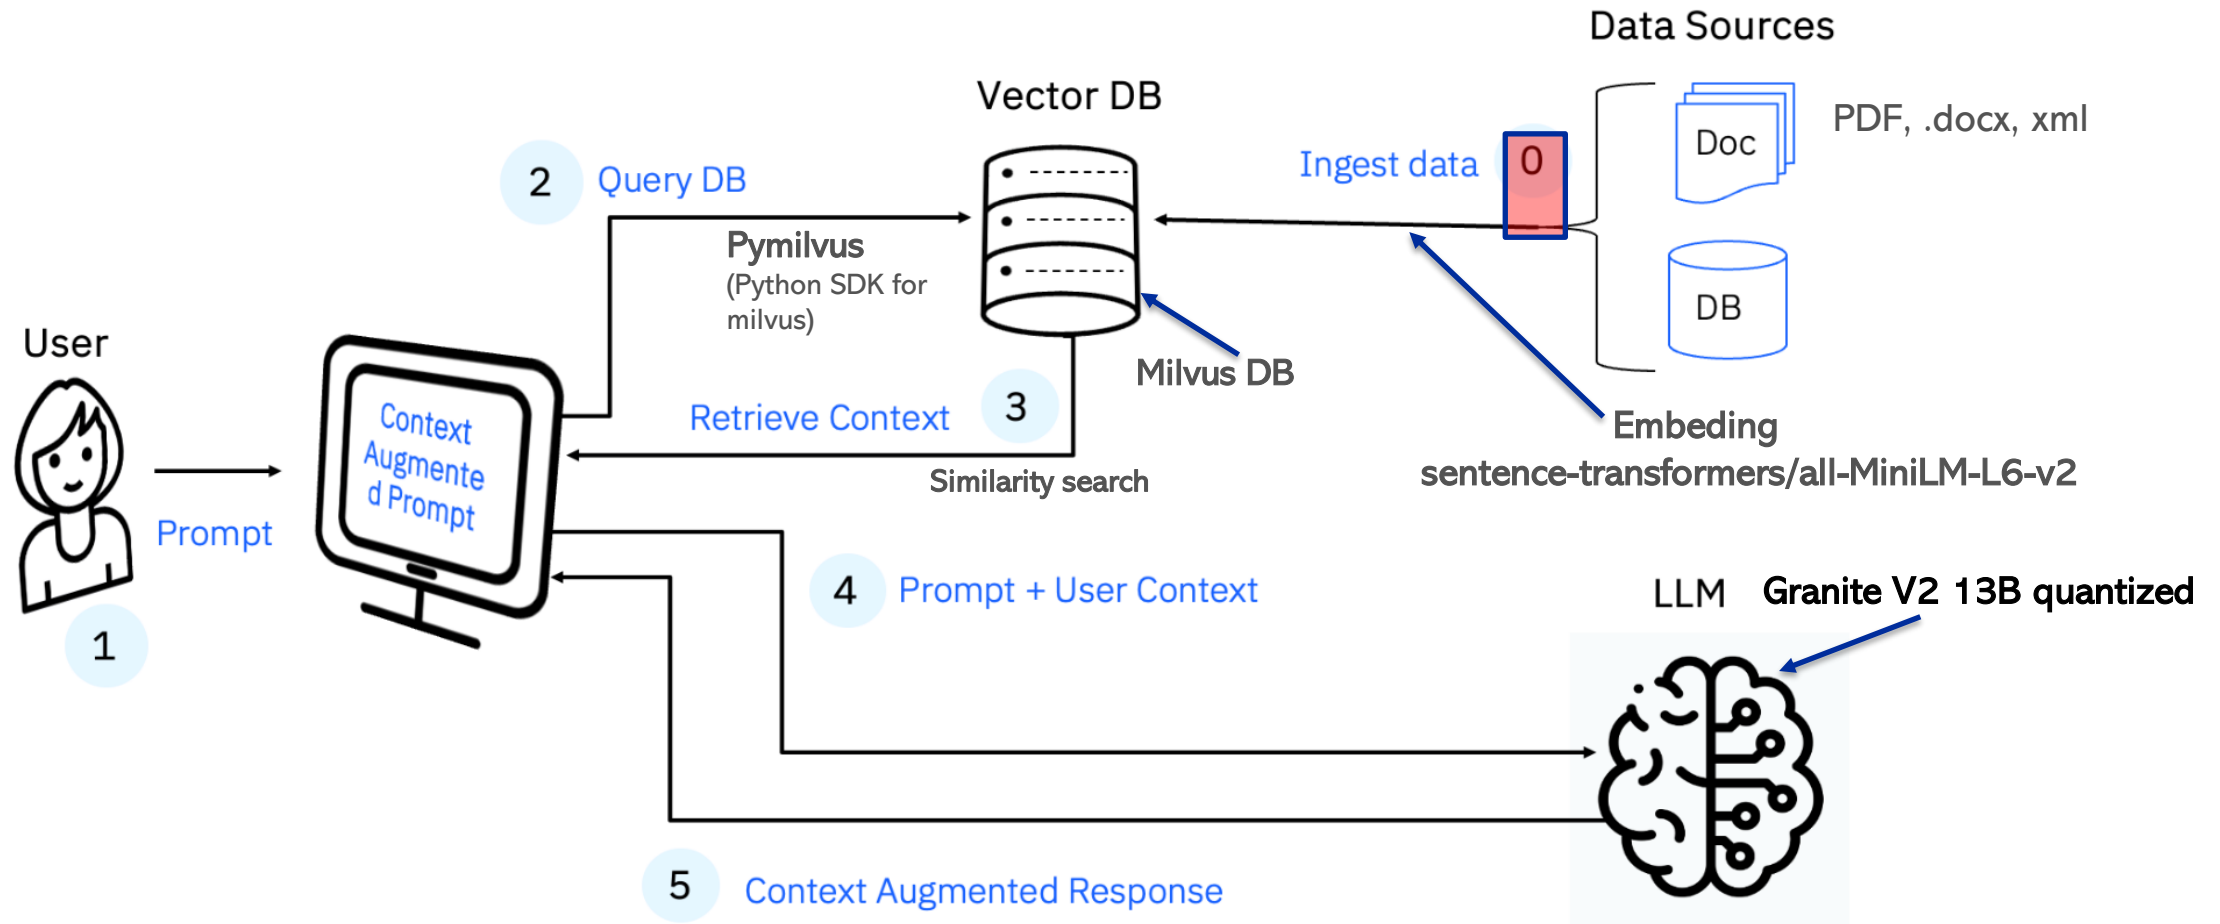 Data Sources
Vector DB
Doc
PDF, .docx, xml
Ingest data
0
2
Query DB
Pymilvus
(Python SDK for
milvus)
DB
User
Milvus DB
Context
Augmente
d Prompt
Retrieve Context
3
Similarity search
Embeding
sentence-transformers/all-MiniLM-L6-v2
Prompt
1
4
Prompt + User Context
LLM
Granite V2 13B quantized
5
Context Augmented Response